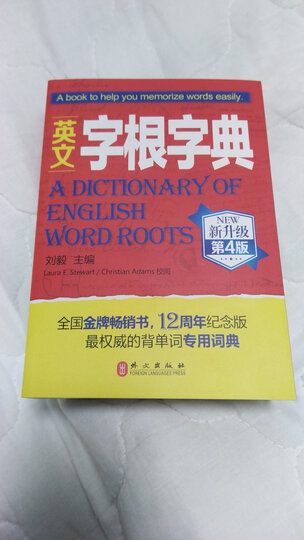 A book to help you memorize words easily.
英文字根字典
A DICTIONARY OF
ENGLISH
WORD ROOTS
NEW
新升级
第4版
刘毅 主编
Laura E. Stewart / Christian Adams 校阅
全国金牌畅销书，12周年纪念版
最权威的背单词专用词典
外文出版社
FOREIGN LANGUAGES PRESS